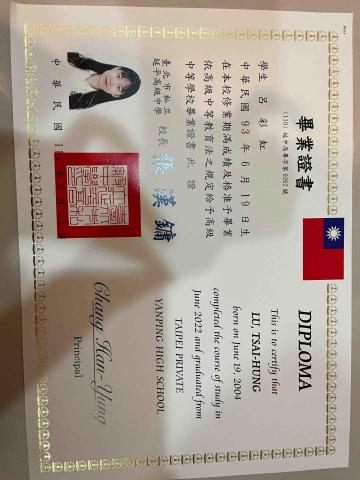 畢業證書
學生 呂彩虹
中華民國 93 年 6 月 19 日生
在本校修業期滿成績及格准予畢業
依高級中等教育法之規定給予高級
中等學校畢業證書 此 證
臺北市私立
延平高級中學
校長 張漢鏞
中華民國
DIPLOMA
This is to certify that
LU, TSAI-HUNG
born on June 19, 2004
completed the course of study in
June 2022 and graduated from
TAIPEI PRIVATE
YANPING HIGH SCHOOL
Chang Han-Yung
Principal